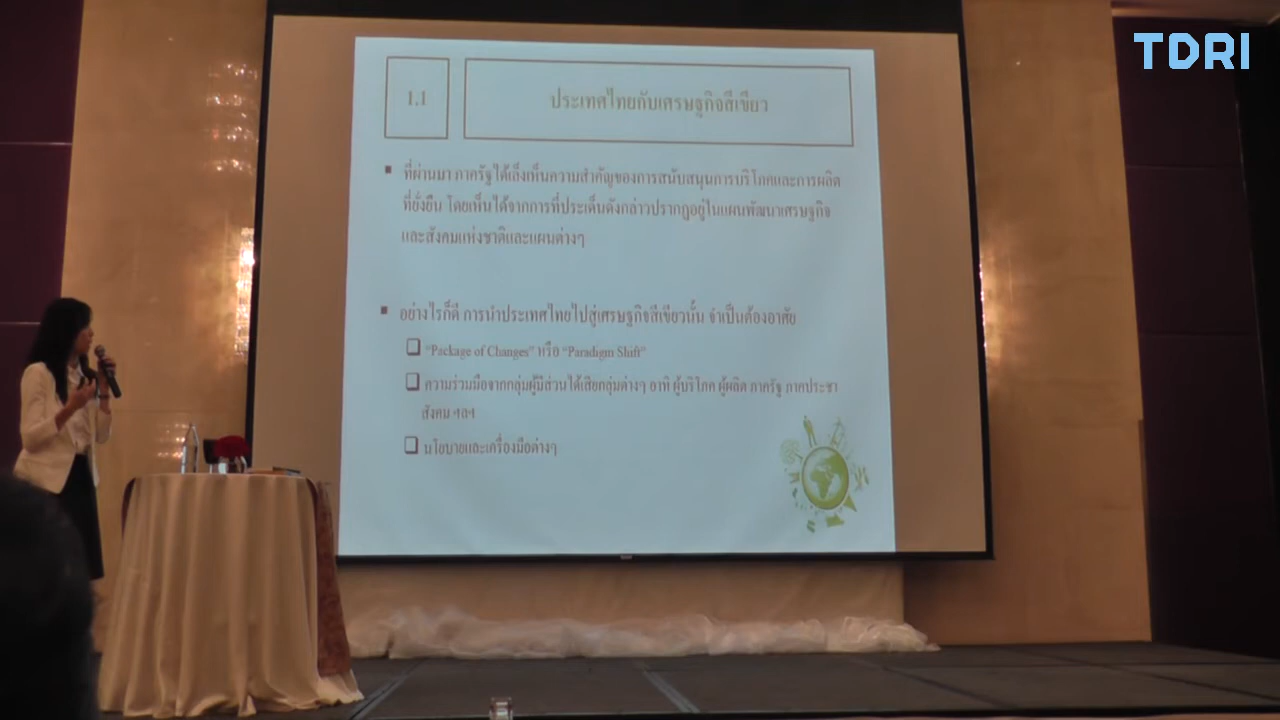 TDRI
1.1
ประเทศไทยกับเศรษฐกิจสีเขียว
ที่ผ่านมา ภาครัฐได้เล็งเห็นความสำคัญของการสนับสนุนการบริโภคและการผลิต
ที่ยั่งยืน โดยเห็นได้จากการที่ประเด็นดังกล่าวปรากฏอยู่ในแผนพัฒนาเศรษฐกิจ
และสังคมแห่งชาติและแผนต่างๆ
อย่างไรก็ดี การนำประเทศไทยไปสู่เศรษฐกิจสีเขียวนั้น จำเป็นต้องอาศัย
“Package of Changes” หรือ “Paradigm Shift”
ความร่วมมือจากกลุ่มผู้มีส่วนได้เสียกลุ่มต่างๆ อาทิ ผู้บริโภค ผู้ผลิต ภาครัฐ ภาคประชา
สังคม ฯลฯ
นโยบายและเครื่องมือต่างๆ